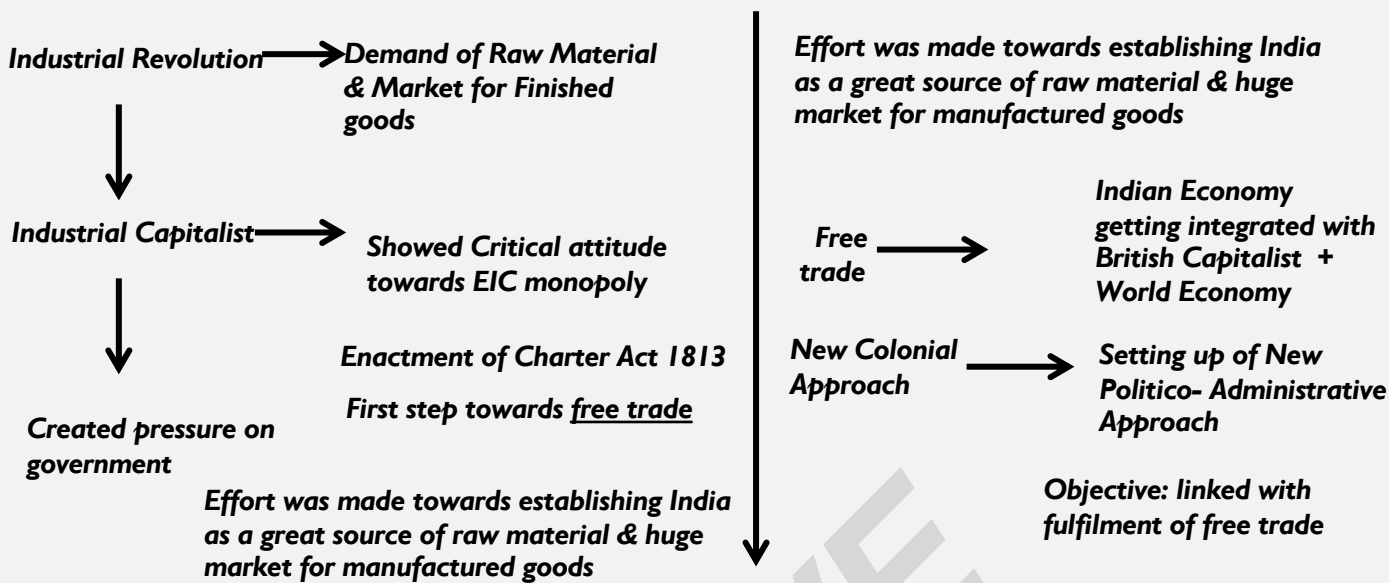 Industrial Revolution
Demand of Raw Material
& Market for Finished
goods
Industrial Capitalist
Showed Critical attitude
towards EIC monopoly
Enactment of Charter Act 1813
First step towards free trade
Created pressure on
government
Effort was made towards establishing India
as a great source of raw material & huge
market for manufactured goods
Effort was made towards establishing India
as a great source of raw material & huge
market for manufactured goods
Free
trade
Indian Economy
getting integrated with
British Capitalist +
World Economy
New Colonial
Approach
Setting up of New
Politico- Administrative
Approach
Objective: linked with
fulfilment of free trade